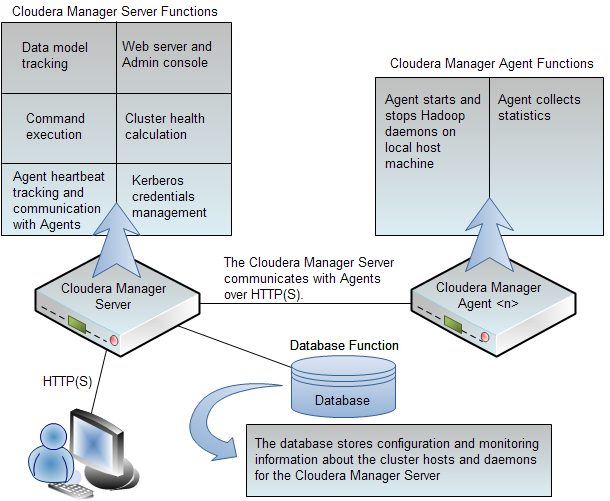 Cloudera Manager Server Functions
Data model
tracking
Web server and
Admin console
Command
execution
Cluster health
calculation
Agent heartbeat
tracking and
communication
with Agents
Kerberos
credentials
management
Cloudera Manager Agent Functions
Agent starts and
stops Hadoop
daemons on
local host
machine
Agent collects
statistics
Cloudera Manager
Server
The Cloudera Manager Server
communicates with Agents
over HTTP(S).
Cloudera Manager
Agent <n>
HTTP(S)
Database Function
Database
The database stores configuration and monitoring
information about the cluster hosts and daemons
for the Cloudera Manager Server